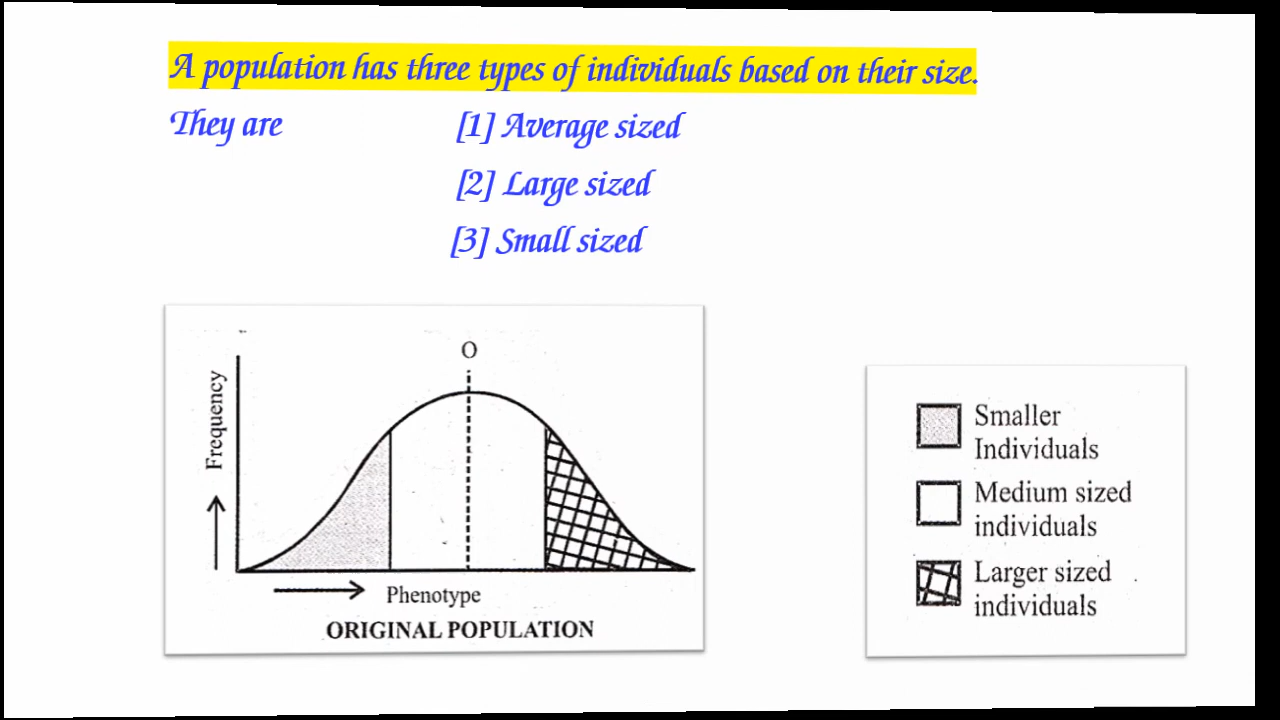 A population has three types of individuals based on their size.
They are [1] Average sized
[2] Large sized
[3] Small sized
O
Frequency
Phenotype
ORIGINAL POPULATION
Smaller
Individuals
Medium sized
individuals
Larger sized
individuals